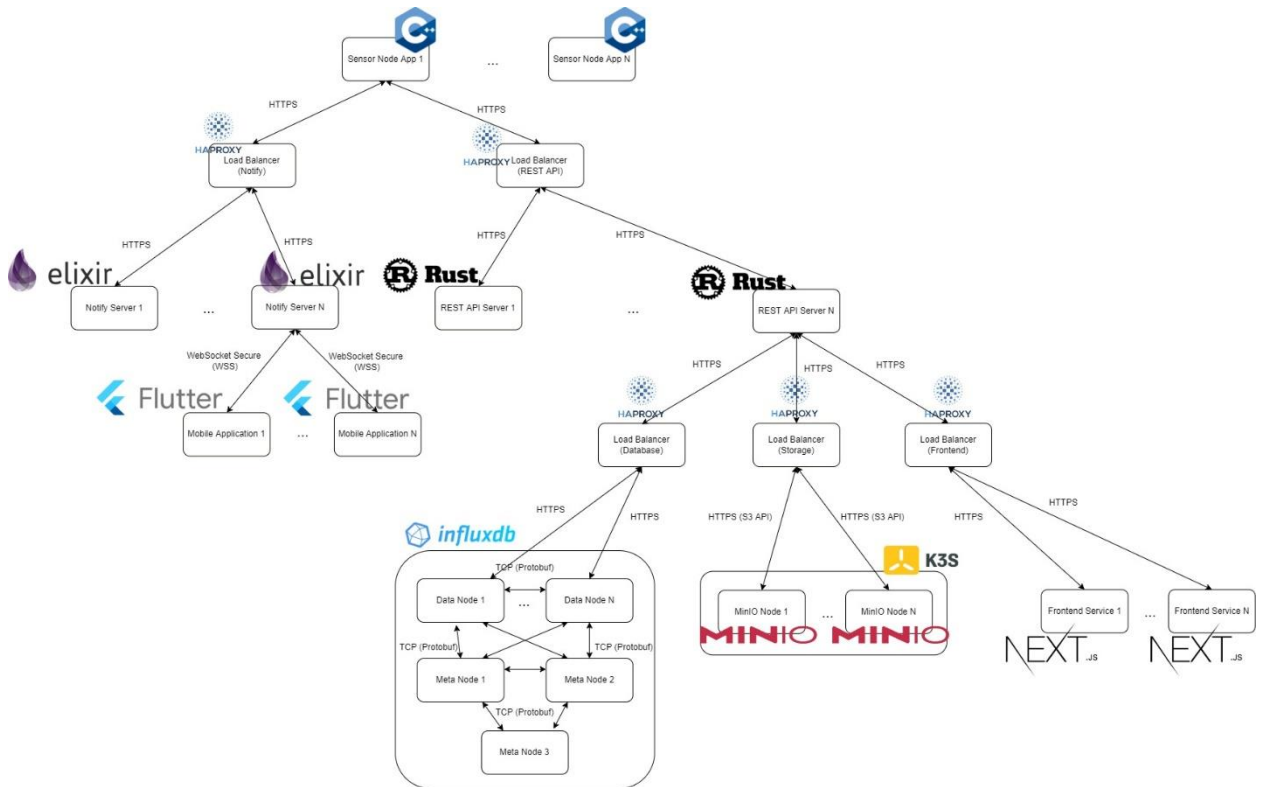 C++
C++
Sensor Node App 1
...
Sensor Node App N
HTTPS
HTTPS
HAPROXY
Load Balancer
(Notify)
HAPROXY
Load Balancer
(REST API)
HTTPS
HTTPS
HTTPS
HTTPS
elixir
elixir
R Rust
R Rust
Notify Server 1
...
Notify Server N
REST API Server 1
...
REST API Server N
WebSocket Secure
(WSS)
WebSocket Secure
(WSS)
Flutter
Flutter
Mobile Application 1
...
Mobile Application N
HTTPS
HTTPS
HTTPS
HAPROXY
HAPROXY
HAPROXY
Load Balancer
(Database)
Load Balancer
(Storage)
Load Balancer
(Frontend)
HTTPS
HTTPS
HTTPS (S3 API)
HTTPS (S3 API)
HTTPS
HTTPS
influxdb
TCP (Protobuf)
Data Node 1
...
Data Node N
TCP (Protobuf)
TCP (Protobuf)
Meta Node 1
Meta Node 2
TCP (Protobuf)
Meta Node 3
K3S
MinIO Node 1
...
MinIO Node N
MINIO
MINIO
Frontend Service 1
...
Frontend Service N
NEXT.JS
NEXT.JS